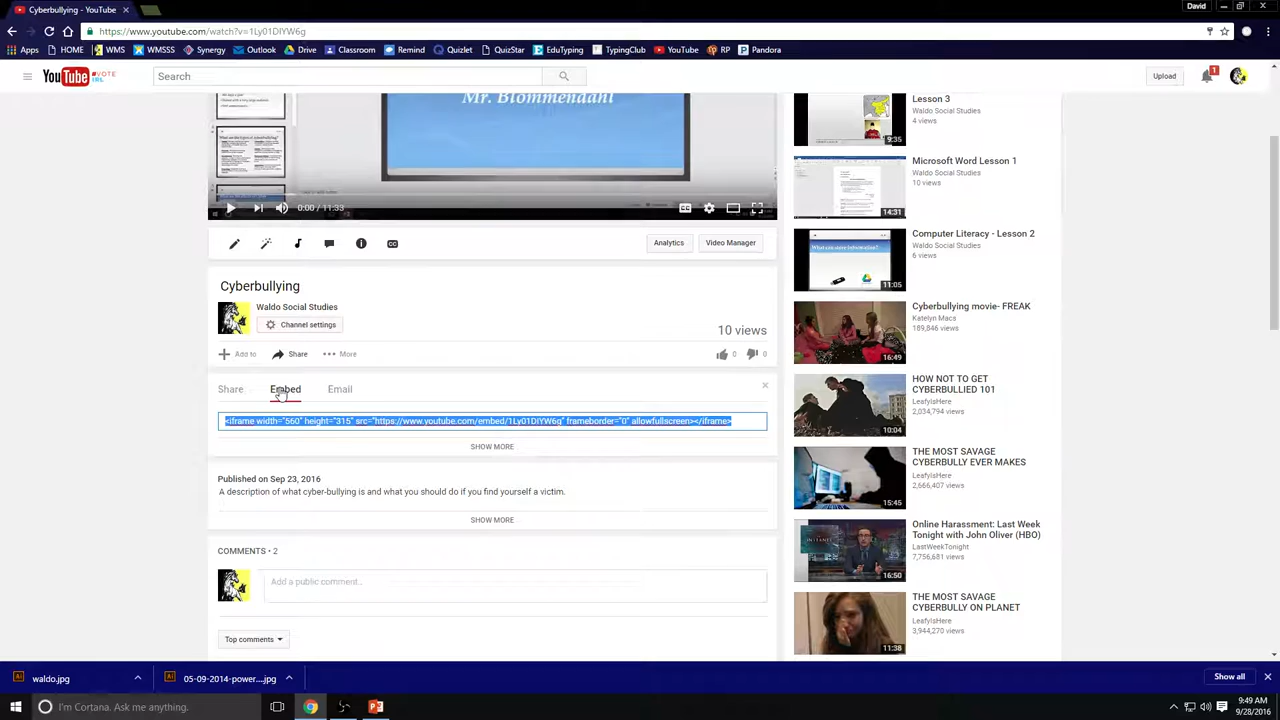 Cyberbullying - YouTube
David
https://www.youtube.com/watch?v=1Ly01DIYW6g
Apps HOME WMS WMSSS Synergy Outlook Drive Classroom Remind Quizlet QuizStar EduTyping TypingClub YouTube RP Pandora
YouTube #VOTE IRL
Search
Upload
1
Mr. Blommendahl
0:00 / 11:33
Analytics
Video Manager
Cyberbullying
Waldo Social Studies
Channel settings
10 views
Add to
Share
More
0
0
Share
Embed
Email
<iframe width="560" height="315" src="https://www.youtube.com/embed/1Ly01DIYW6g" frameborder="0" allowfullscreen></iframe>
SHOW MORE
Published on Sep 23, 2016
A description of what cyber-bullying is and what you should do if you find yourself a victim.
SHOW MORE
COMMENTS • 2
Add a public comment...
Top comments
Lesson 3
Waldo Social Studies
4 views
9:35
Microsoft Word Lesson 1
Waldo Social Studies
10 views
14:31
Computer Literacy - Lesson 2
Waldo Social Studies
6 views
11:05
Cyberbullying movie- FREAK
Katelyn Macs
189,846 views
16:49
HOW NOT TO GET
CYBERBULLIED 101
LeafyIsHere
2,034,794 views
10:04
THE MOST SAVAGE
CYBERBULLY EVER MAKES
LeafyIsHere
2,666,407 views
15:45
Online Harassment: Last Week
Tonight with John Oliver (HBO)
LastWeekTonight
7,756,681 views
16:50
THE MOST SAVAGE
CYBERBULLY ON PLANET
LeafyIsHere
3,944,270 views
11:38
waldo.jpg
05-09-2014-power....jpg
Show all
I'm Cortana. Ask me anything.
9:49 AM
9/28/2016